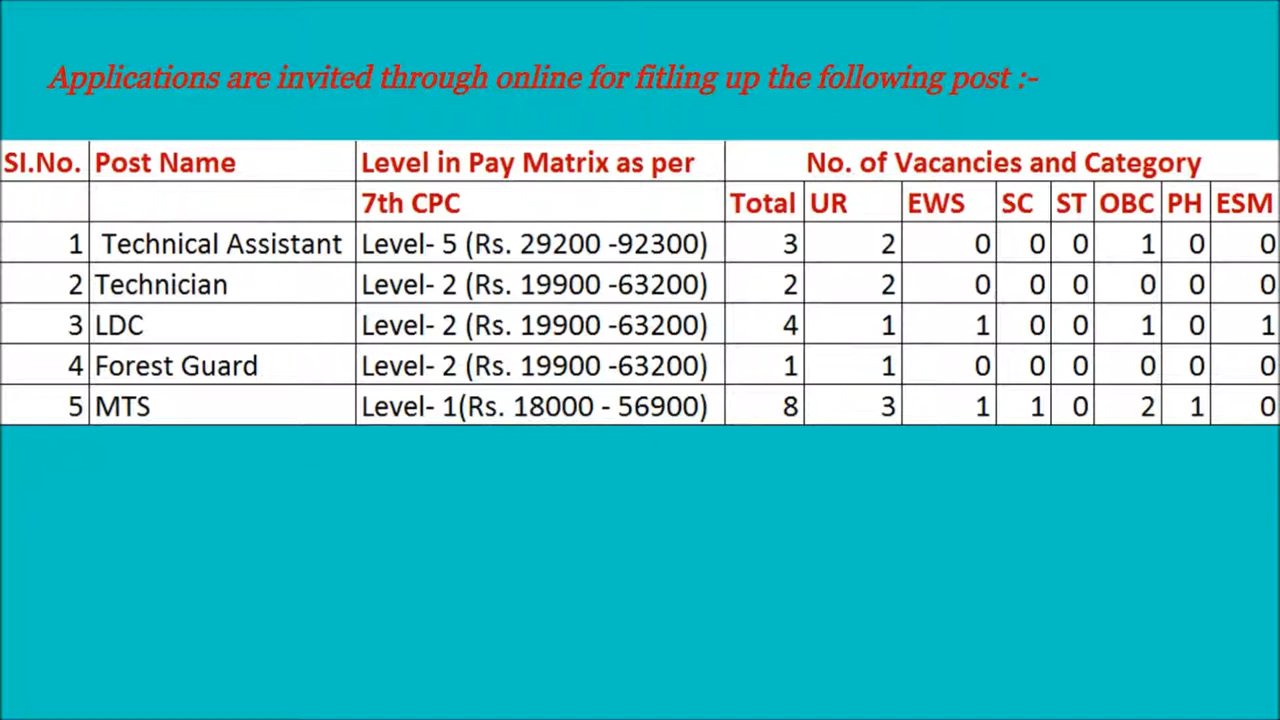 Applications are invited through online for fitling up the following post :-
SI.No. Post Name Level in Pay Matrix as per No. of Vacancies and Category
7th CPC Total UR EWS SC ST OBC PH ESM
1 Technical Assistant Level- 5 (Rs. 29200 -92300) 3 2 0 0 0 1 0 0
2 Technician Level- 2 (Rs. 19900 -63200) 2 2 0 0 0 0 0 0
3 LDC Level- 2 (Rs. 19900 -63200) 4 1 1 0 0 1 0 1
4 Forest Guard Level- 2 (Rs. 19900 -63200) 1 1 0 0 0 0 0 0
5 MTS Level- 1(Rs. 18000 - 56900) 8 3 1 1 0 2 1 0